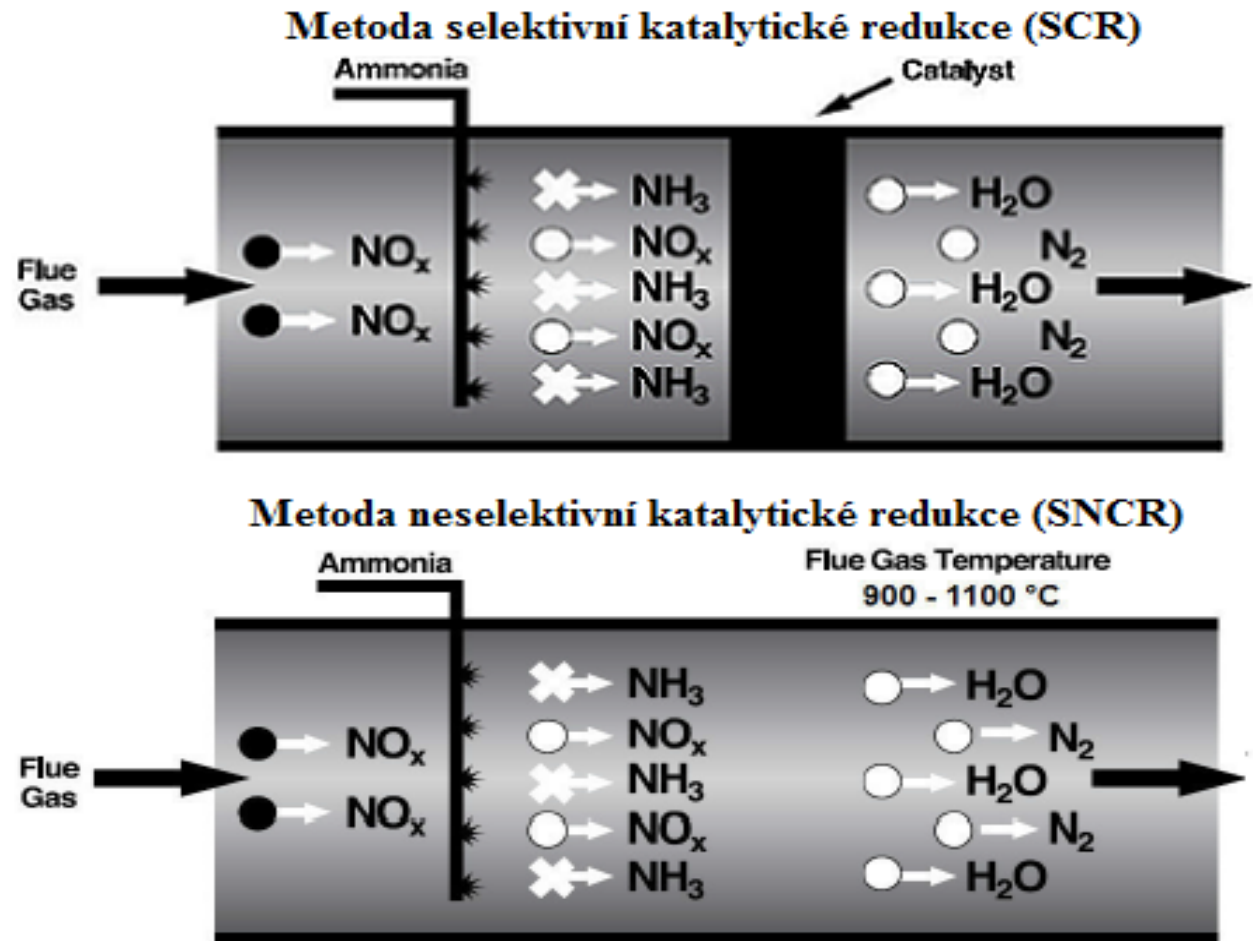 Metoda selektivní katalytické redukce (SCR)
Ammonia
Catalyst
Flue
Gas
NOₓ
NOₓ
NH₃
NOₓ
NH₃
NOₓ
NH₃
H₂O
N₂
H₂O
N₂
H₂O
Metoda neselektivní katalytické redukce (SNCR)
Ammonia
Flue Gas Temperature
900 - 1100 °C
Flue
Gas
NOₓ
NOₓ
NH₃
NOₓ
NH₃
NOₓ
NH₃
H₂O
N₂
H₂O
N₂
H₂O